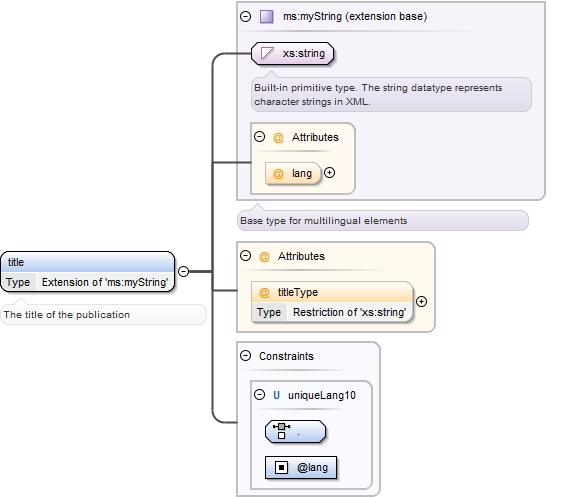 ms:myString (extension base)
xs:string
Built-in primitive type. The string datatype represents
character strings in XML.
@ Attributes
@ lang
Base type for multilingual elements
title
Type Extension of 'ms:myString'
The title of the publication
@ Attributes
@ titleType
Type Restriction of 'xs:string'
Constraints
U uniqueLang10
.
@lang